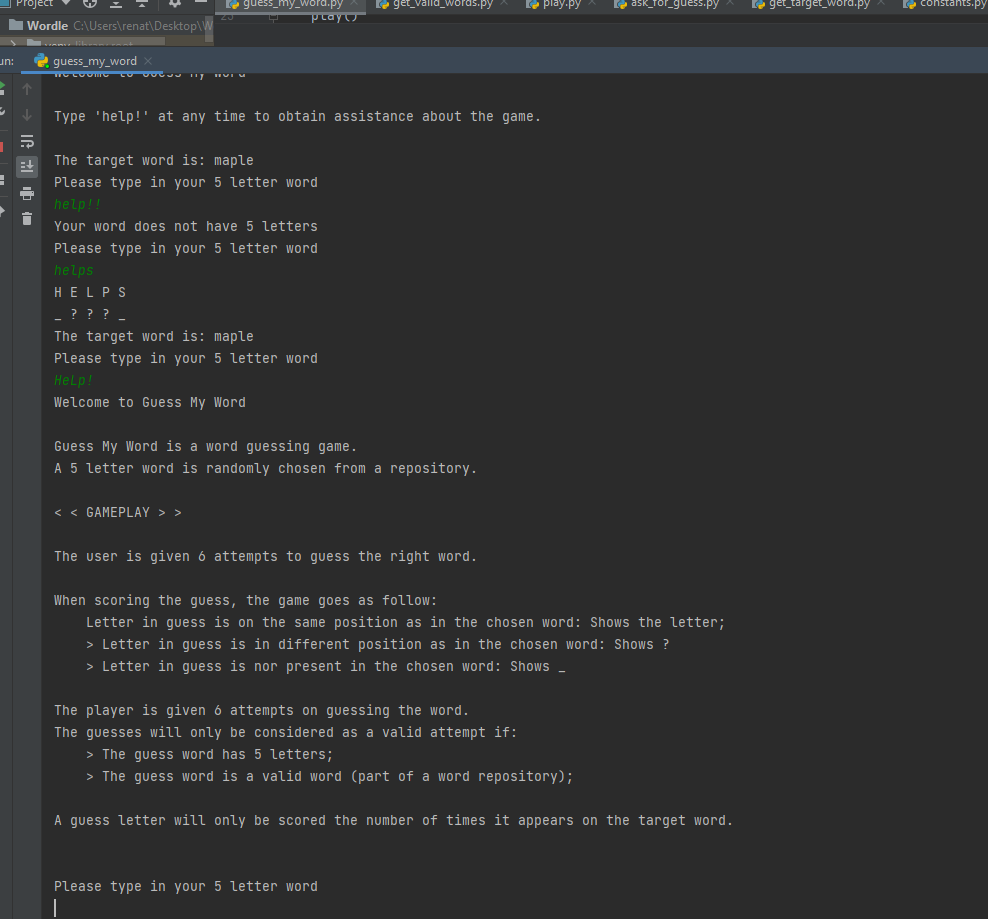 Project guess_my_word.py get_valid_words.py play.py ask_for_guess.py get_target_word.py constants.py
23 play()
Wordle C:\Users\renat\Desktop\W
venv library root
un: guess_my_word
Welcome to Guess My Word
Type 'help!' at any time to obtain assistance about the game.
The target word is: maple
Please type in your 5 letter word
help!!
Your word does not have 5 letters
Please type in your 5 letter word
helps
H E L P S
_ ? ? ? _
The target word is: maple
Please type in your 5 letter word
HeLp!
Welcome to Guess My Word
Guess My Word is a word guessing game.
A 5 letter word is randomly chosen from a repository.
< < GAMEPLAY > >
The user is given 6 attempts to guess the right word.
When scoring the guess, the game goes as follow:
Letter in guess is on the same position as in the chosen word: Shows the letter;
> Letter in guess is in different position as in the chosen word: Shows ?
> Letter in guess is nor present in the chosen word: Shows _
The player is given 6 attempts on guessing the word.
The guesses will only be considered as a valid attempt if:
> The guess word has 5 letters;
> The guess word is a valid word (part of a word repository);
A guess letter will only be scored the number of times it appears on the target word.
Please type in your 5 letter word